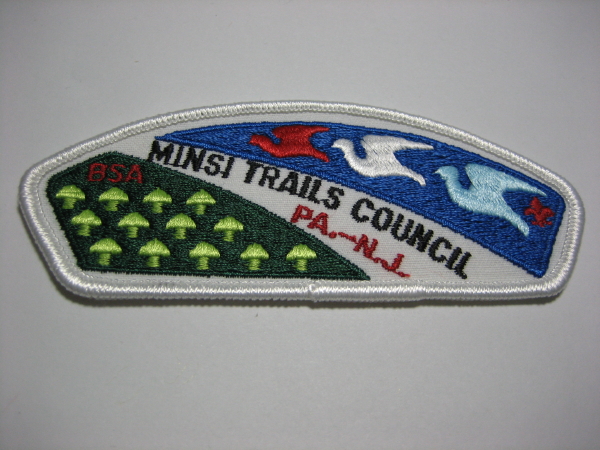 BSA
MINSI TRAILS COUNCIL
PA.-N.J.